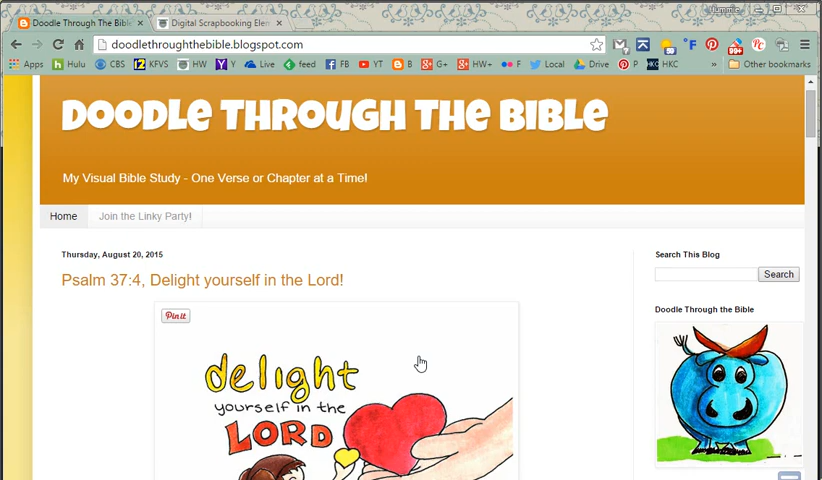 Doodle Through The Bible
Digital Scrapbooking Elem
doodlethroughthebible.blogspot.com
Apps Hulu CBS KFVS HW Y Live feed FB YT B G+ HW+ F Local Drive P HKC » Other bookmarks
DOODLE THROUGH THE BIBLE
My Visual Bible Study - One Verse or Chapter at a Time!
Home Join the Linky Party!
Thursday, August 20, 2015
Psalm 37:4, Delight yourself in the Lord!
Pin it
delight
yourself in the
LORD
Search This Blog
Search
Doodle Through the Bible